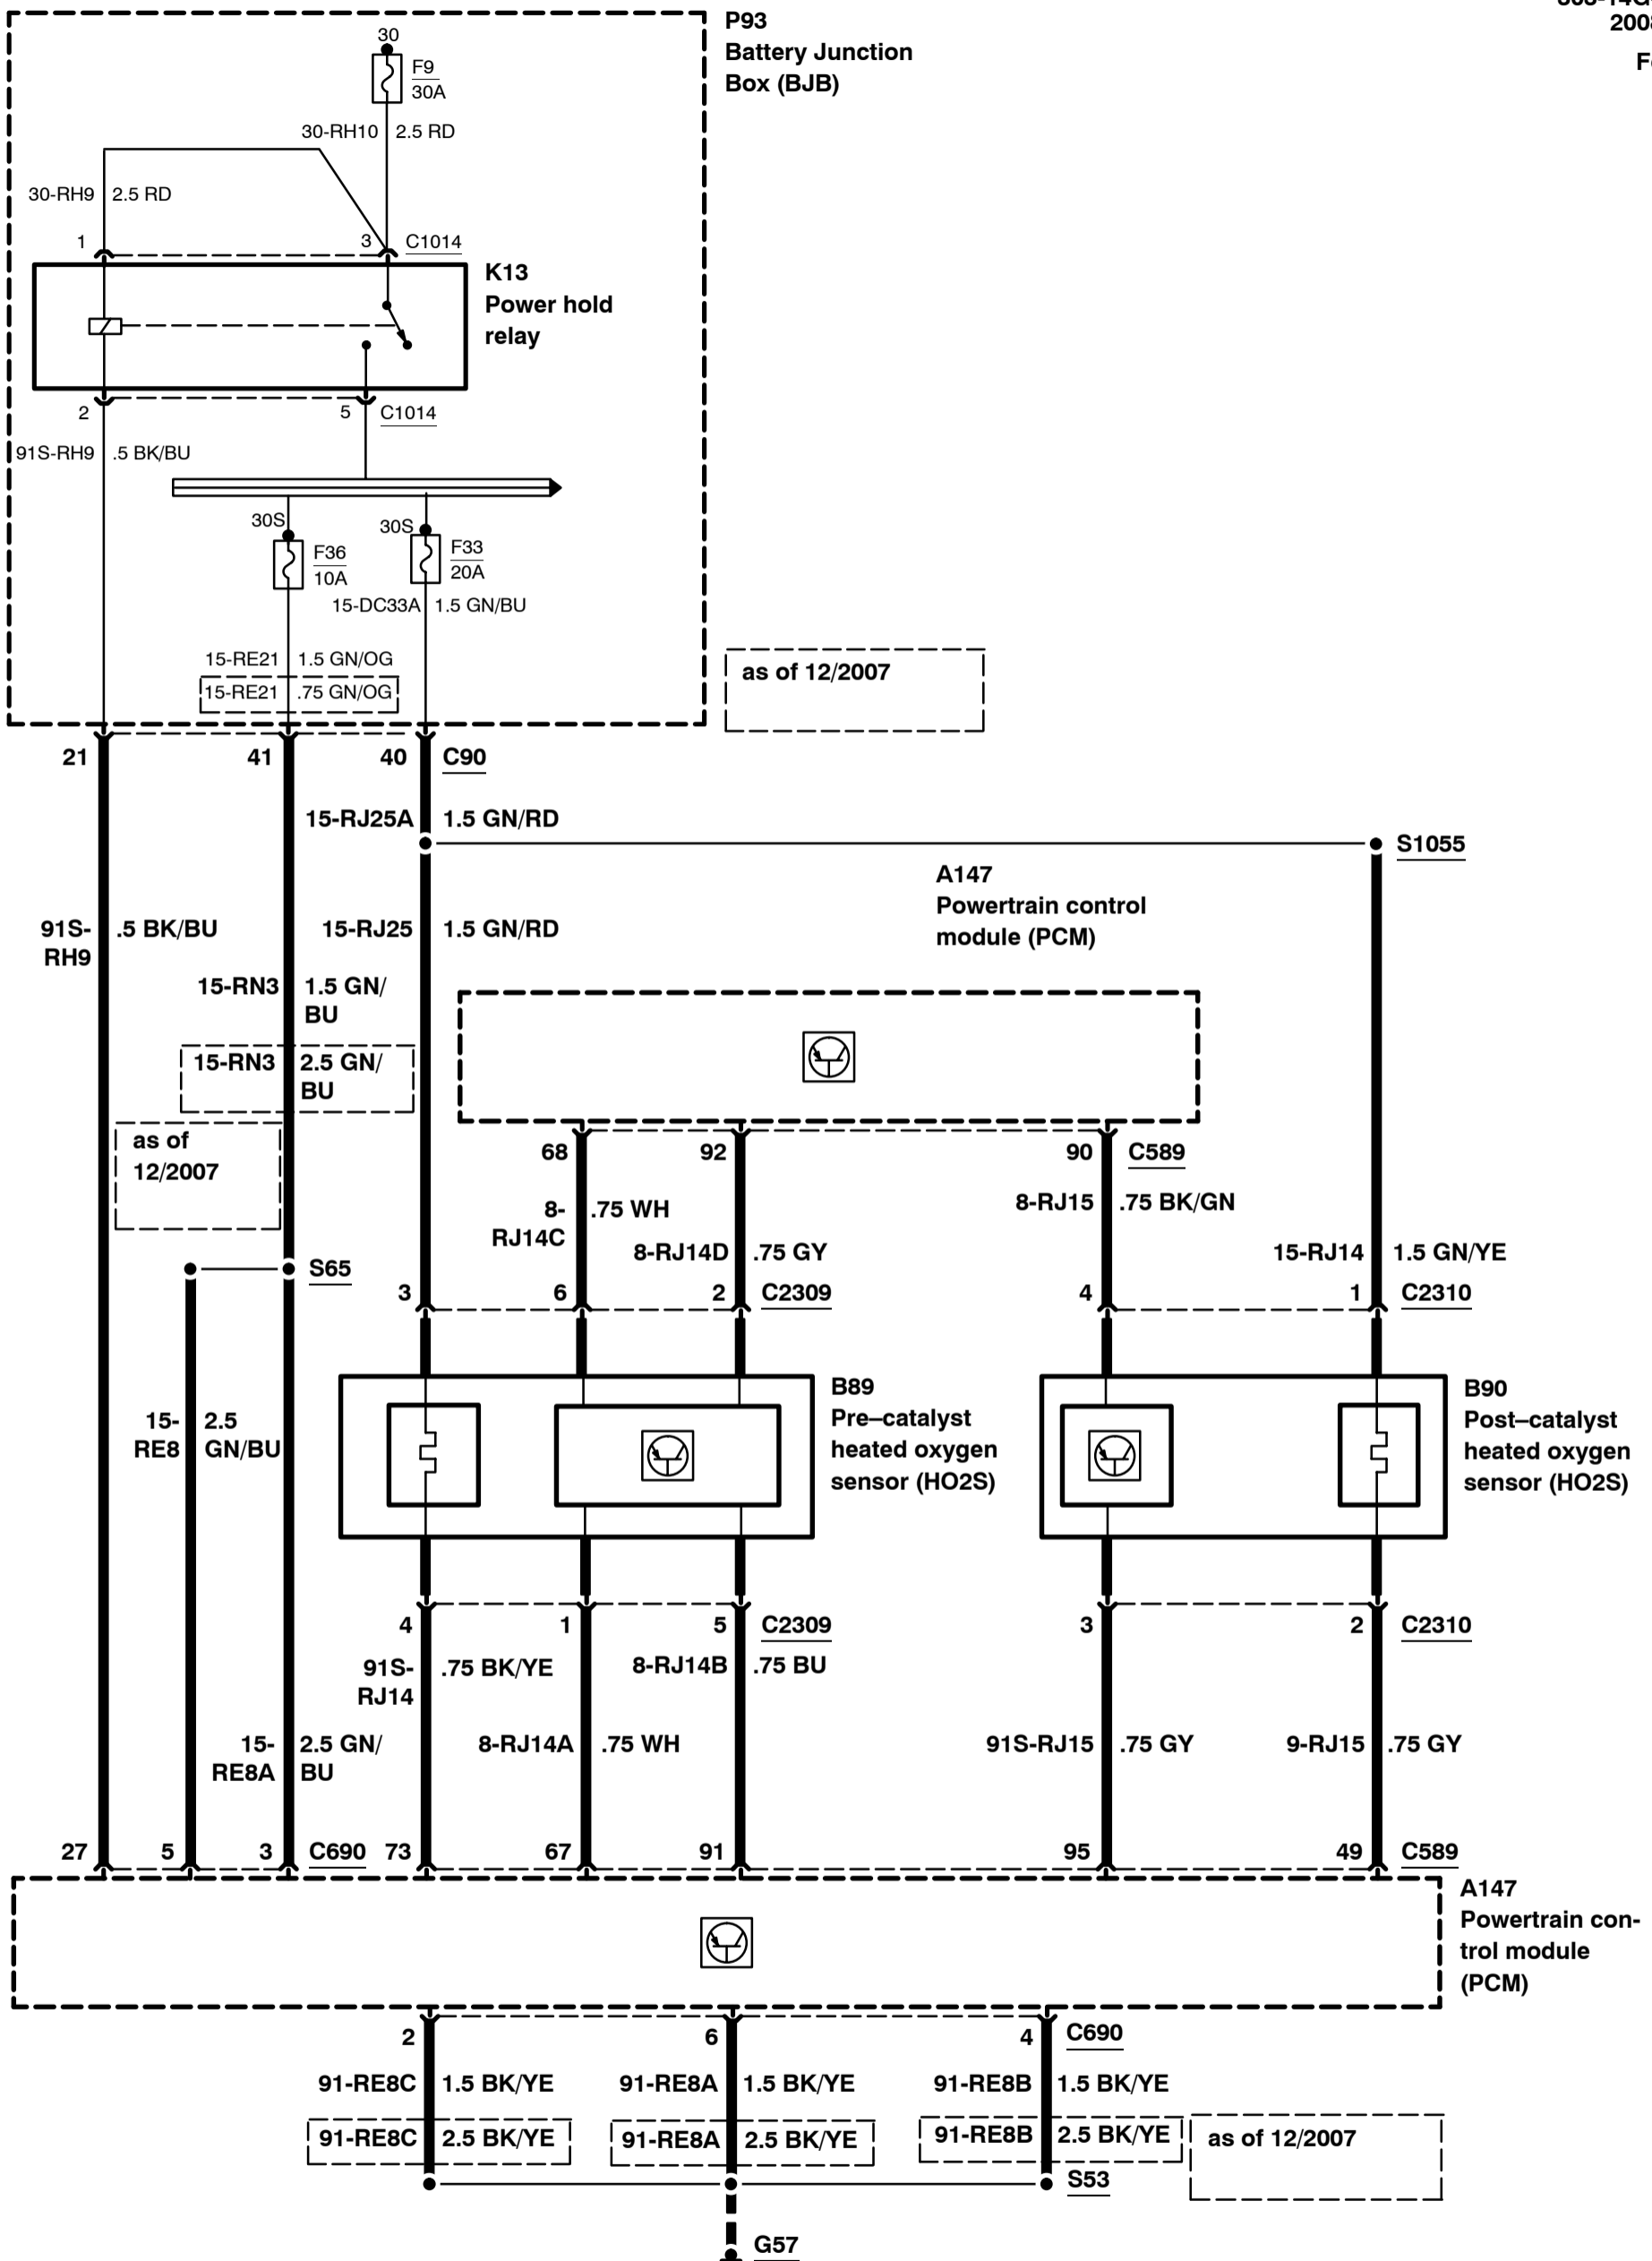 P93
Battery Junction
Box (BJB)
2008
30
F9
30A
30-RH10 2.5 RD
30-RH9 2.5 RD
1 3 C1014
K13
Power hold
relay
2 5 C1014
91S-RH9 .5 BK/BU
30S 30S
F36
10A
F33
20A
15-DC33A 1.5 GN/BU
15-RE21 1.5 GN/OG
15-RE21 .75 GN/OG
as of 12/2007
21 41 40 C90
15-RJ25A 1.5 GN/RD
S1055
A147
Powertrain control
module (PCM)
91S-
RH9
.5 BK/BU
15-RJ25 1.5 GN/RD
15-RN3 1.5 GN/
BU
15-RN3 2.5 GN/
BU
as of
12/2007
68 92 90 C589
8-
RJ14C
.75 WH
8-RJ14D .75 GY
8-RJ15 .75 BK/GN
15-RJ14 1.5 GN/YE
S65
3 6 2 C2309 4 1 C2310
B89
Pre–catalyst
heated oxygen
sensor (HO2S)
B90
Post–catalyst
heated oxygen
sensor (HO2S)
15-
RE8
2.5
GN/BU
4 1 5 C2309 3 2 C2310
91S-
RJ14
.75 BK/YE
8-RJ14B .75 BU
15-
RE8A
2.5 GN/
BU
8-RJ14A .75 WH
91S-RJ15 .75 GY
9-RJ15 .75 GY
27 5 3 C690 73 67 91 95 49 C589
A147
Powertrain con-
trol module
(PCM)
2 6 4 C690
91-RE8C 1.5 BK/YE 91-RE8A 1.5 BK/YE 91-RE8B 1.5 BK/YE
91-RE8C 2.5 BK/YE 91-RE8A 2.5 BK/YE 91-RE8B 2.5 BK/YE
as of 12/2007
S53
G57